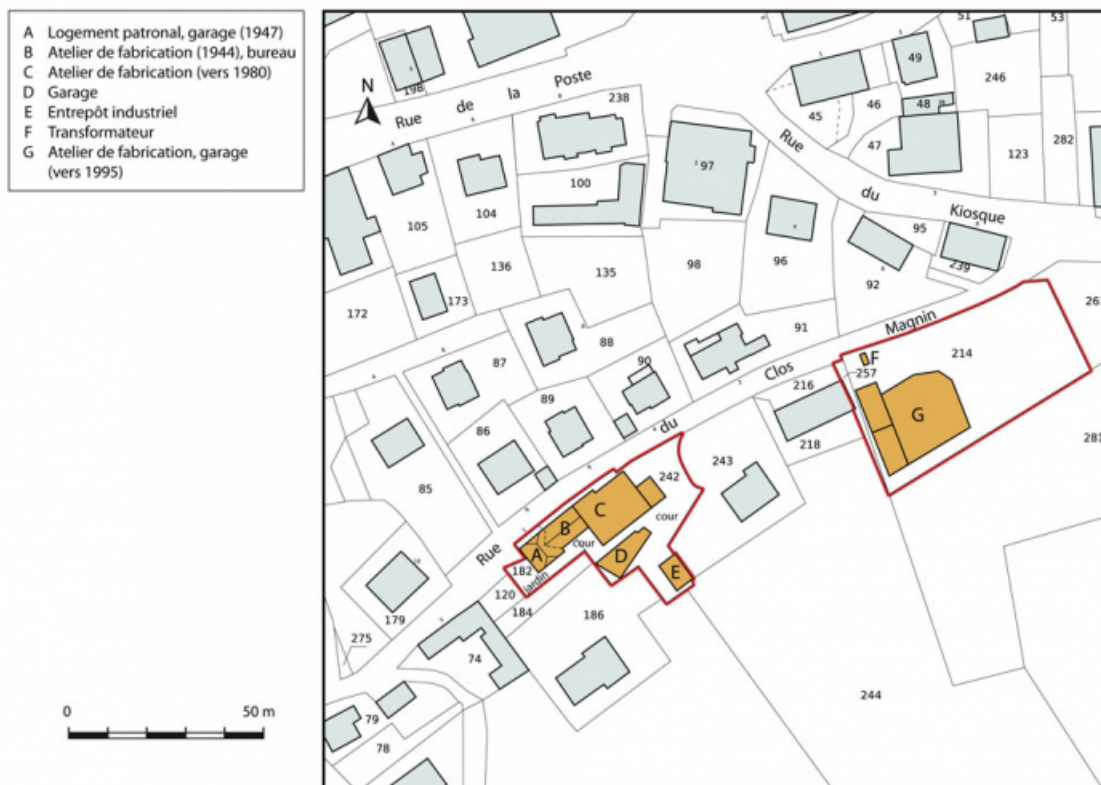 A Logement patronal, garage (1947)
B Atelier de fabrication (1944), bureau
C Atelier de fabrication (vers 1980)
D Garage
E Entrepôt industriel
F Transformateur
G Atelier de fabrication, garage
(vers 1995)
0 50 m
N
Rue de la Poste
Rue du Kiosque
Rue du Clos Magnin
198
238
51
53
49
246
45
46
48
47
123
282
97
100
105
104
136
135
98
96
95
239
92
172
173
88
91
87
90
89
86
85
216
218
257
F
214
G
281
243
242
C
B
A
cour
cour
D
E
182
jardin
120
184
186
179
275
74
79
78
244